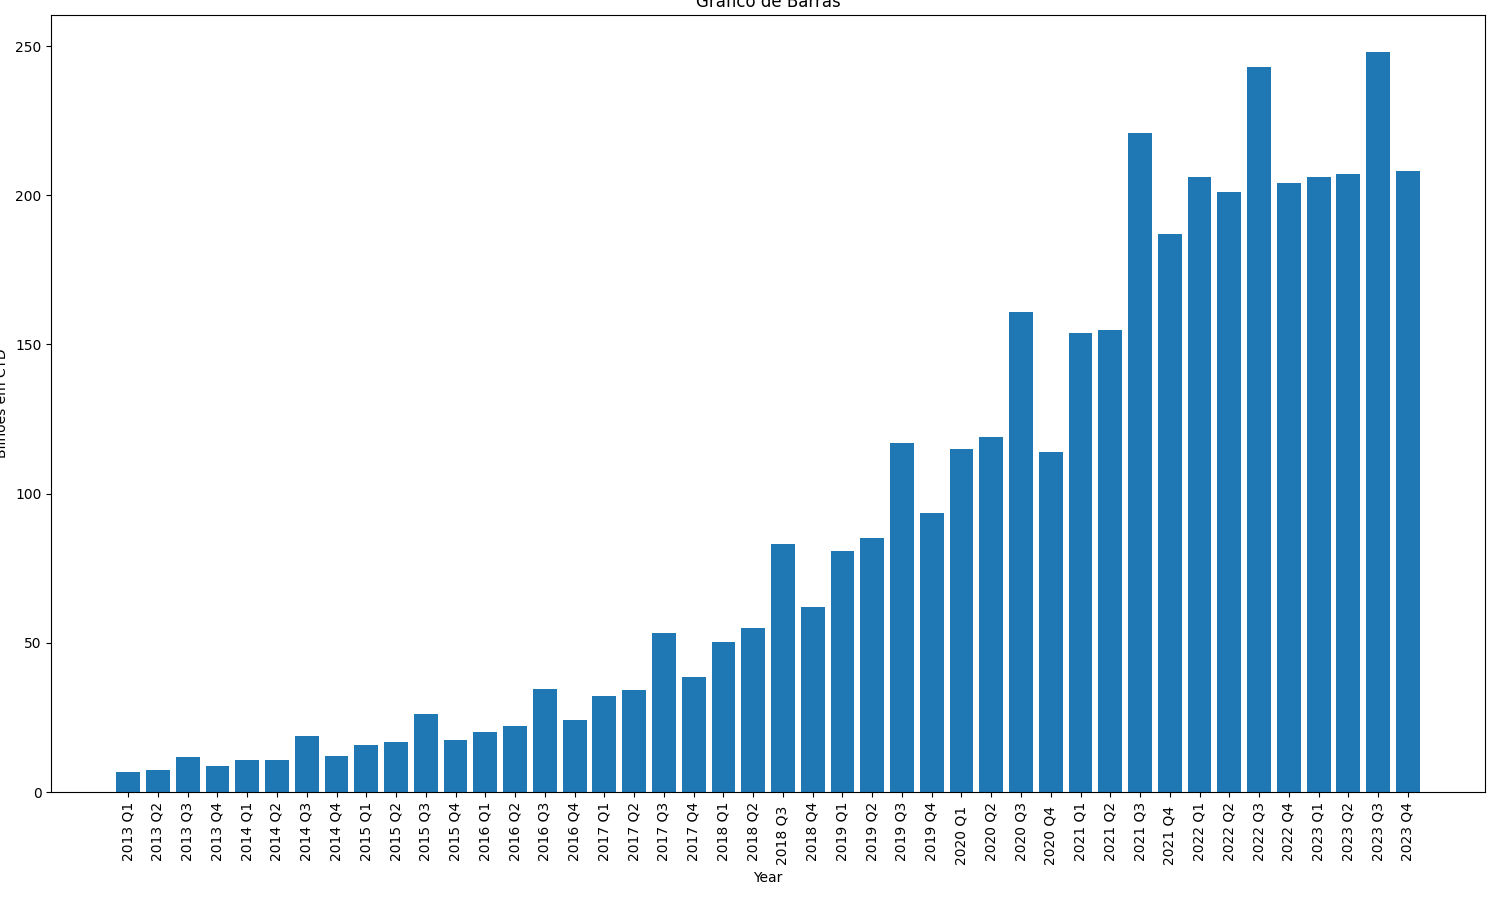 Gráfico de Barras
Bilhões em CTD
250
200
150
100
50
0
2013 Q1
2013 Q2
2013 Q3
2013 Q4
2014 Q1
2014 Q2
2014 Q3
2014 Q4
2015 Q1
2015 Q2
2015 Q3
2015 Q4
2016 Q1
2016 Q2
2016 Q3
2016 Q4
2017 Q1
2017 Q2
2017 Q3
2017 Q4
2018 Q1
2018 Q2
2018 Q3
2018 Q4
2019 Q1
2019 Q2
2019 Q3
2019 Q4
2020 Q1
2020 Q2
2020 Q3
2020 Q4
2021 Q1
2021 Q2
2021 Q3
2021 Q4
2022 Q1
2022 Q2
2022 Q3
2022 Q4
2023 Q1
2023 Q2
2023 Q3
2023 Q4
Year